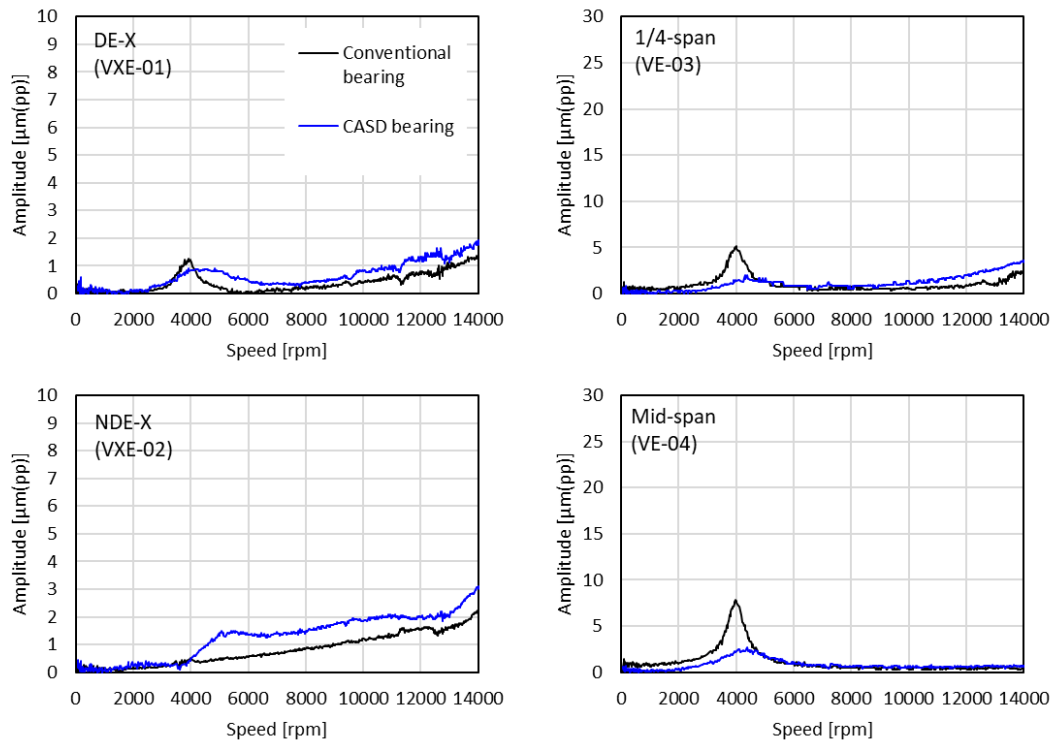 10
9
8
7
6
5
4
3
2
1
0
Amplitude [µm(pp)]
DE-X
(VXE-01)
Conventional
bearing
CASD bearing
0 2000 4000 6000 8000 10000 12000 14000
Speed [rpm]
30
25
20
15
10
5
0
Amplitude [µm(pp)]
1/4-span
(VE-03)
0 2000 4000 6000 8000 10000 12000 14000
Speed [rpm]
10
9
8
7
6
5
4
3
2
1
0
Amplitude [µm(pp)]
NDE-X
(VXE-02)
0 2000 4000 6000 8000 10000 12000 14000
Speed [rpm]
30
25
20
15
10
5
0
Amplitude [µm(pp)]
Mid-span
(VE-04)
0 2000 4000 6000 8000 10000 12000 14000
Speed [rpm]